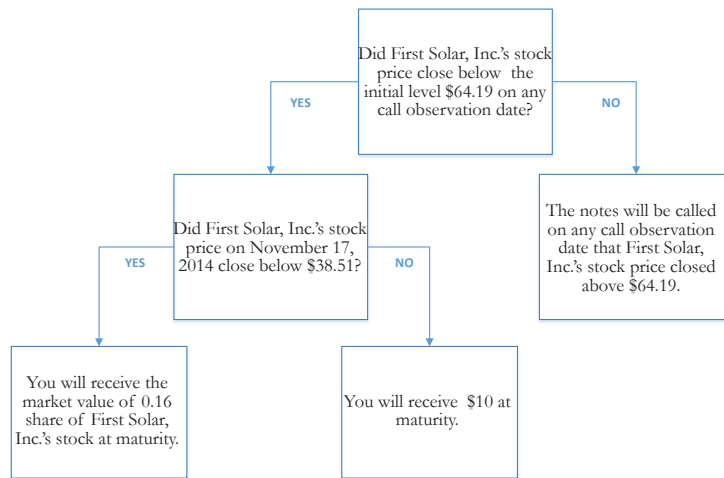 Did First Solar, Inc.'s stock
price close below the
initial level $64.19 on any
call observation date?
YES
NO
Did First Solar, Inc.'s stock
price on November 17,
2014 close below $38.51?
The notes will be called
on any call observation
date that First Solar,
Inc.'s stock price closed
above $64.19.
YES
NO
You will receive the
market value of 0.16
share of First Solar,
Inc.'s stock at maturity.
You will receive $10 at
maturity.